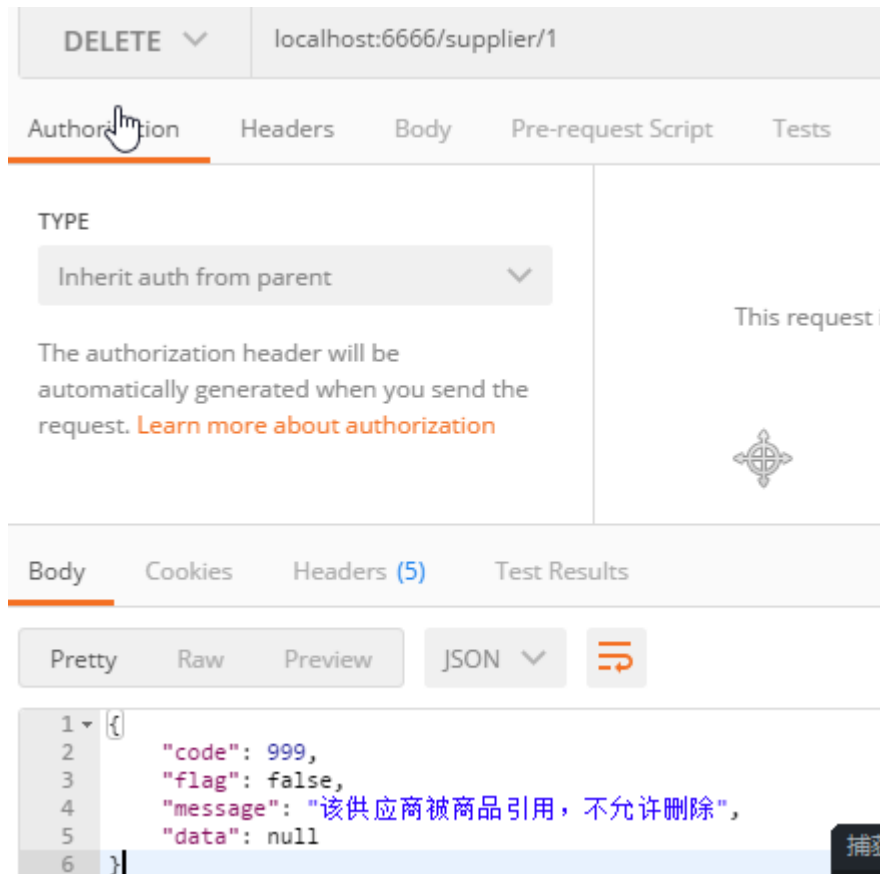 DELETE localhost:6666/supplier/1
Headers Body Pre-request Script Tests
TYPE
Inherit auth from parent
This request
The authorization header will be
automatically generated when you send the
request. Learn more about authorization
Body Cookies Headers (5) Test Results
Pretty Raw Preview JSON
1 {
2 "code": 999,
3 "flag": false,
4 "message": "该供应商被商品引用，不允许删除",
5 "data": null
6 }